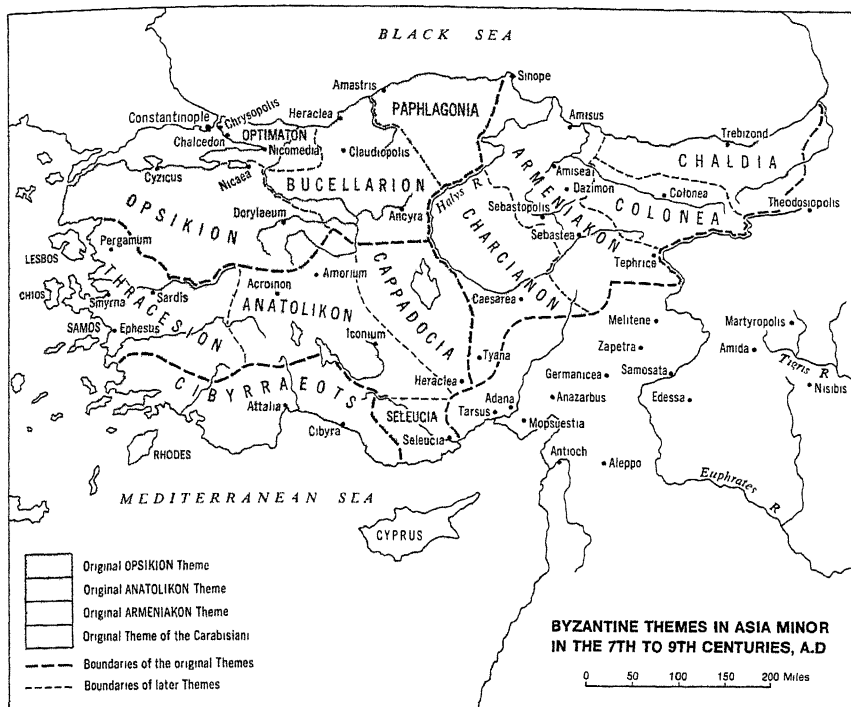 BLACK SEA
Sinope
Amastris
PAPHLAGONIA
Heraclea
Constantinople
Chrysopolis
OPTIMATON
Chalcedon
Nicomedia
Claudiopolis
Amisus
Trebizond
CHALDIA
Cyzicus
Nicaea
BUCELLARION
Halys R
ARMENIAKON
Amisea
Dazimon
Colonea
COLONEA
Theodosiopolis
OPSIKION
Dorylaeum
Ancyra
Sebastopolis
Sebastea
Tephrice
LESBOS
Pergamum
CHARCIANON
CHIOS
THRACESION
Smyrna
Sardis
Acroinon
Amorium
ANATOLIKON
CAPPADOCIA
Caesarea
SAMOS
Ephesus
Iconium
Tyana
Heraclea
Melitene
Martyropolis
Zapetra
Amida
Tigris R
Germanicea
Samosata
Nisibis
CIBYRRAEOTS
Attalia
Cibyra
SELEUCIA
Seleucia
Adana
Tarsus
Anazarbus
Mopsuestia
Edessa
RHODES
Antioch
Aleppo
Euphrates R
MEDITERRANEAN SEA
CYPRUS
Original OPSIKION Theme
Original ANATOLIKON Theme
Original ARMENIAKON Theme
Original Theme of the Carabisiani
Boundaries of the original Themes
Boundaries of later Themes
BYZANTINE THEMES IN ASIA MINOR
IN THE 7TH TO 9TH CENTURIES, A.D
0 50 100 150 200 Miles